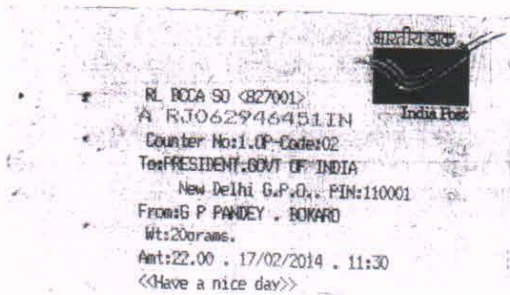 भारतीय डाक
India Post
RL BCCA SO <827001>
A RJ062946451IN
Counter No:1,OP-Code:02
To:PRESIDENT,GOVT OF INDIA
New Delhi G.P.O., PIN:110001
From:G P PANDEY , BOKARO
Wt:20grams,
Amt:22.00 , 17/02/2014 , 11:30
<<Have a nice day>>